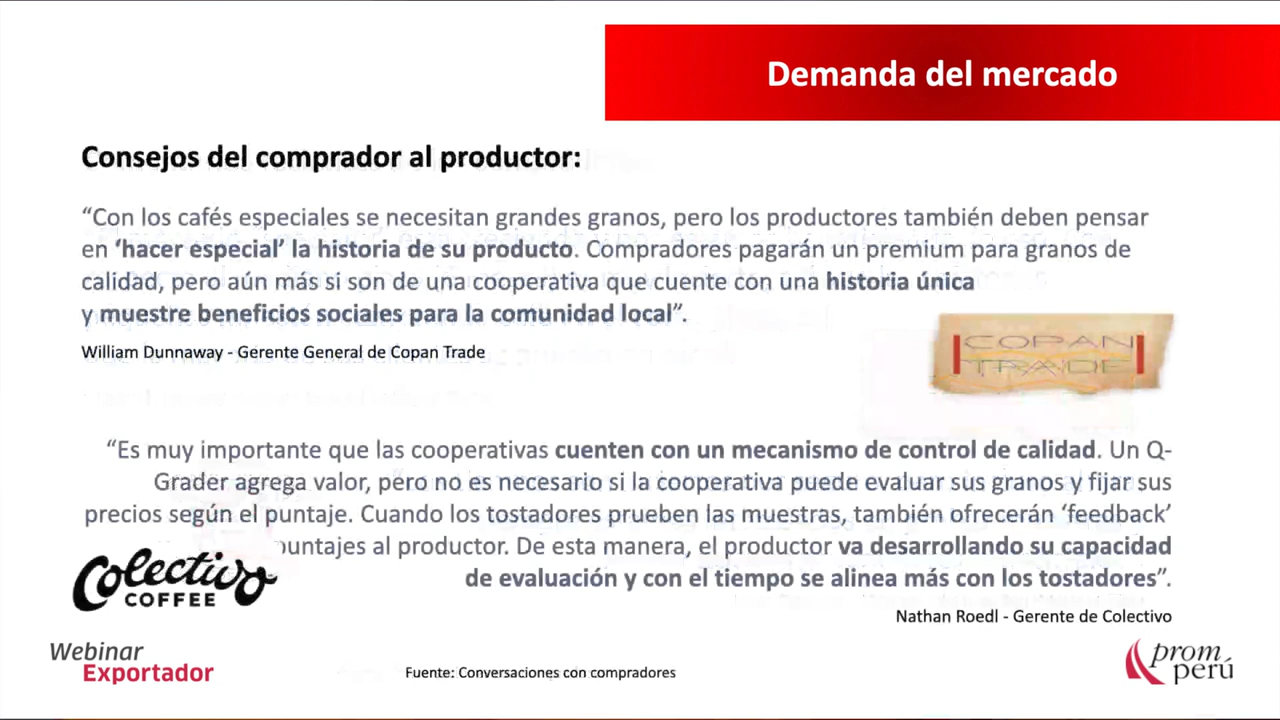 Demanda del mercado
Consejos del comprador al productor:
“Con los cafés especiales se necesitan grandes granos, pero los productores también deben pensar
en ‘hacer especial’ la historia de su producto. Compradores pagarán un premium para granos de
calidad, pero aún más si son de una cooperativa que cuente con una historia única
y muestre beneficios sociales para la comunidad local”.
William Dunnaway - Gerente General de Copan Trade
COPAN
TRADE
“Es muy importante que las cooperativas cuenten con un mecanismo de control de calidad. Un Q-
Grader agrega valor, pero no es necesario si la cooperativa puede evaluar sus granos y fijar sus
precios según el puntaje. Cuando los tostadores prueben las muestras, también ofrecerán ‘feedback’
puntajes al productor. De esta manera, el productor va desarrollando su capacidad
de evaluación y con el tiempo se alinea más con los tostadores”.
Colectivo
COFFEE
Nathan Roedl - Gerente de Colectivo
Webinar
Exportador
Fuente: Conversaciones con compradores
prom
perú